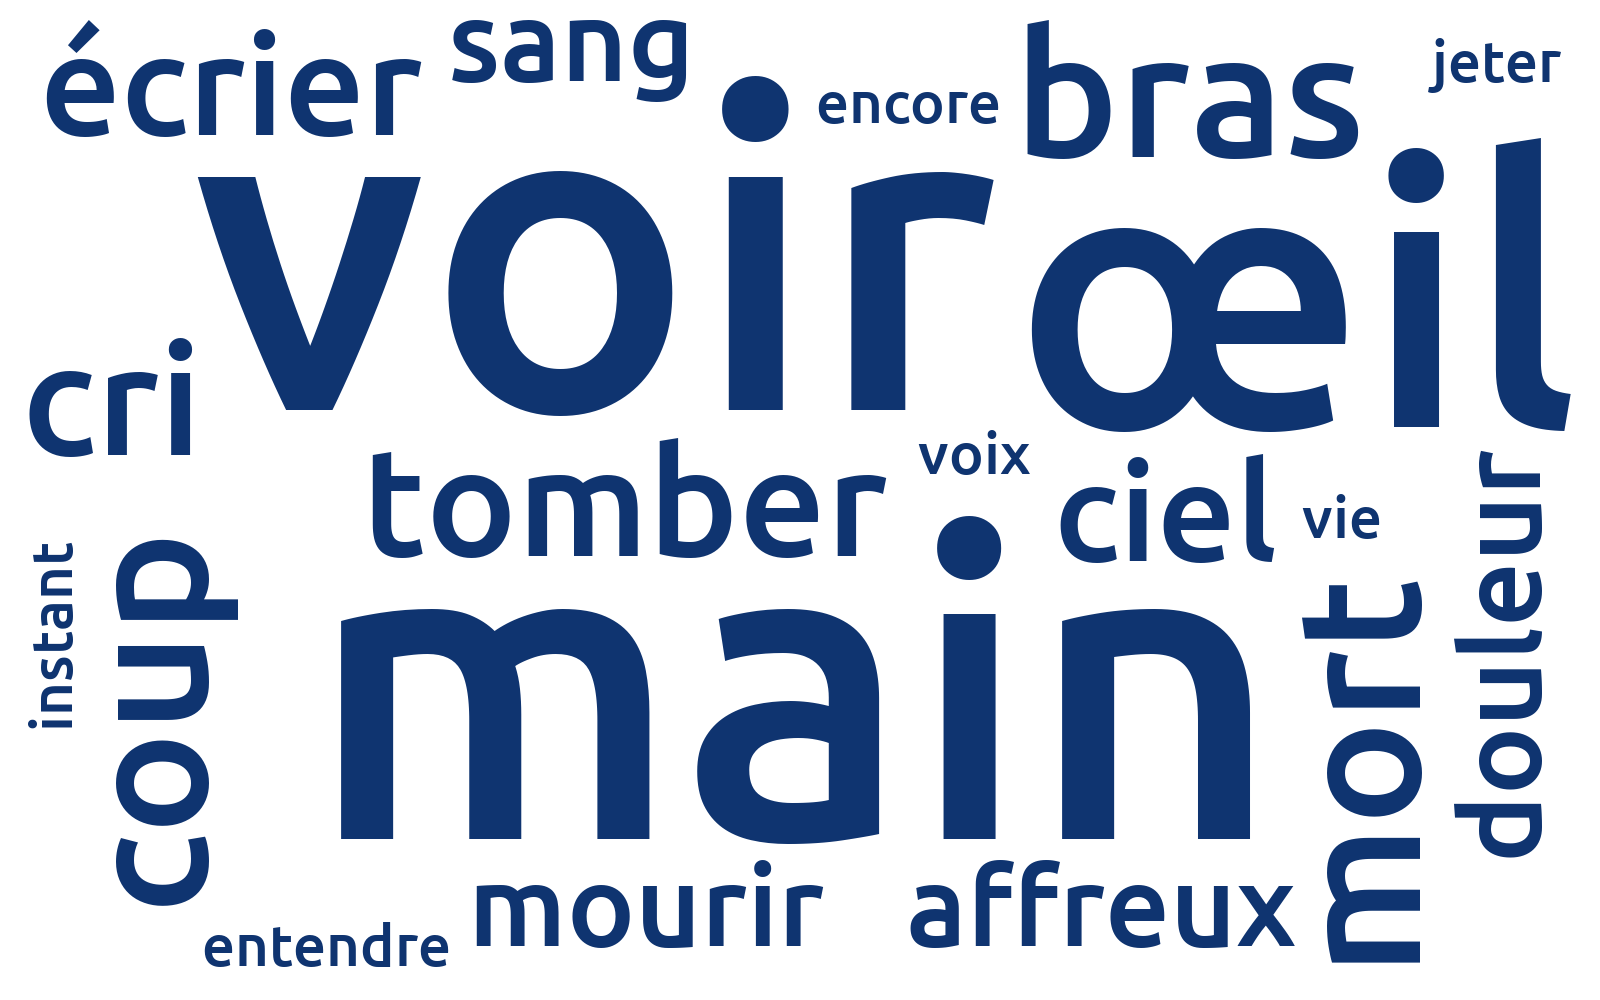 écrier
sang
encore
bras
jeter
voir
œil
cri
tomber
voix
ciel
vie
douleur
instant
coup
main
mort
mourir
affreux
entendre